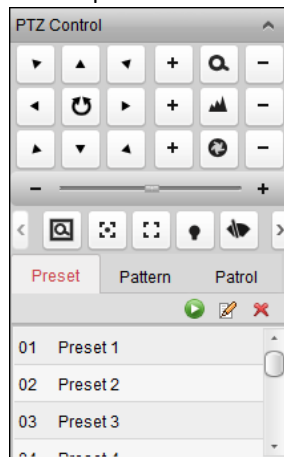 PTZ Control
Preset Pattern Patrol
01 Preset 1
02 Preset 2
03 Preset 3